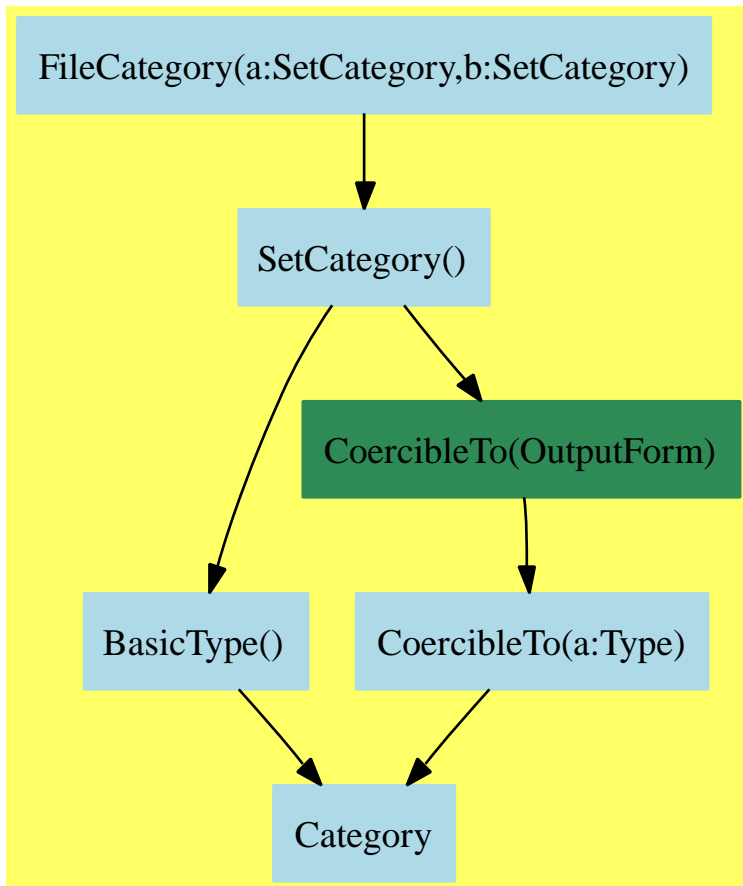 FileCategory(a:SetCategory,b:SetCategory)
SetCategory()
CoercibleTo(OutputForm)
BasicType()
CoercibleTo(a:Type)
Category